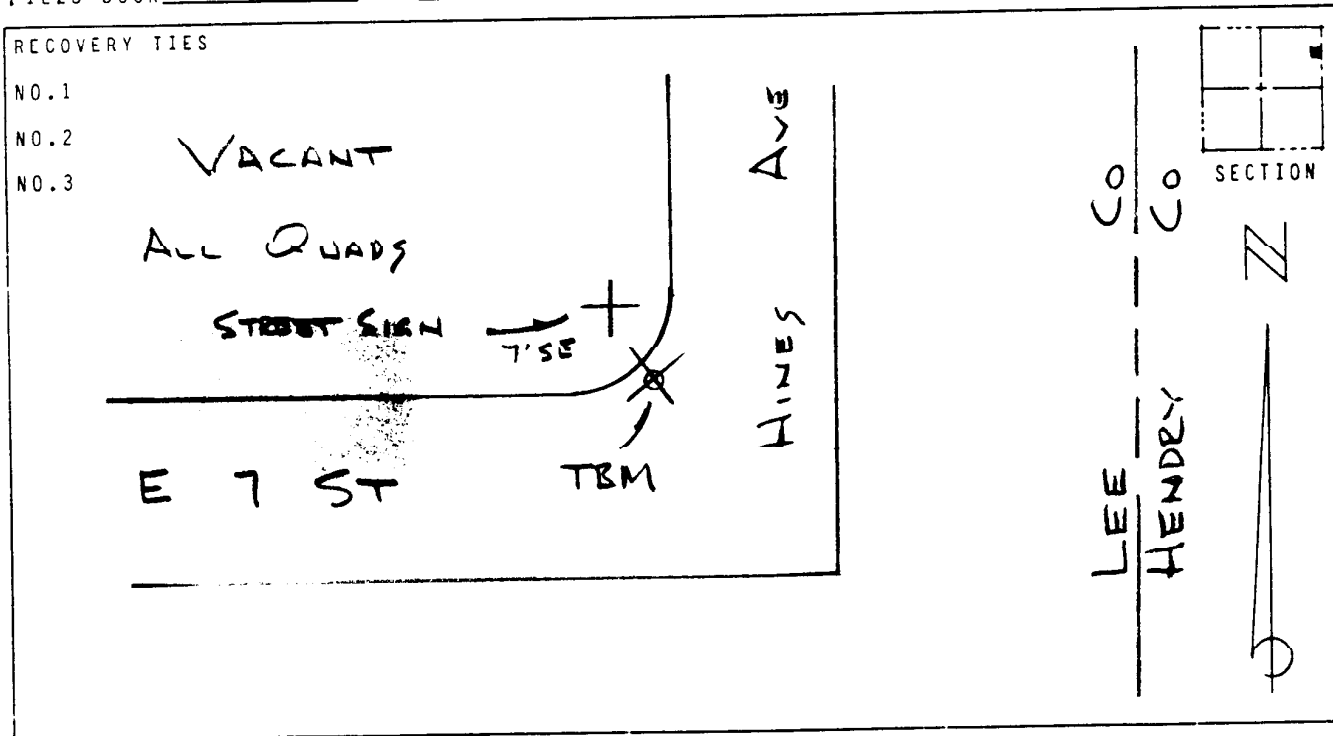 RECOVERY TIES
NO.1
NO.2
NO.3
VACANT
ALL QUADS
STREET SIGN
7'SE
E 7 ST
TBM
HINES AVE
LEE CO
HENDRY CO
SECTION
N